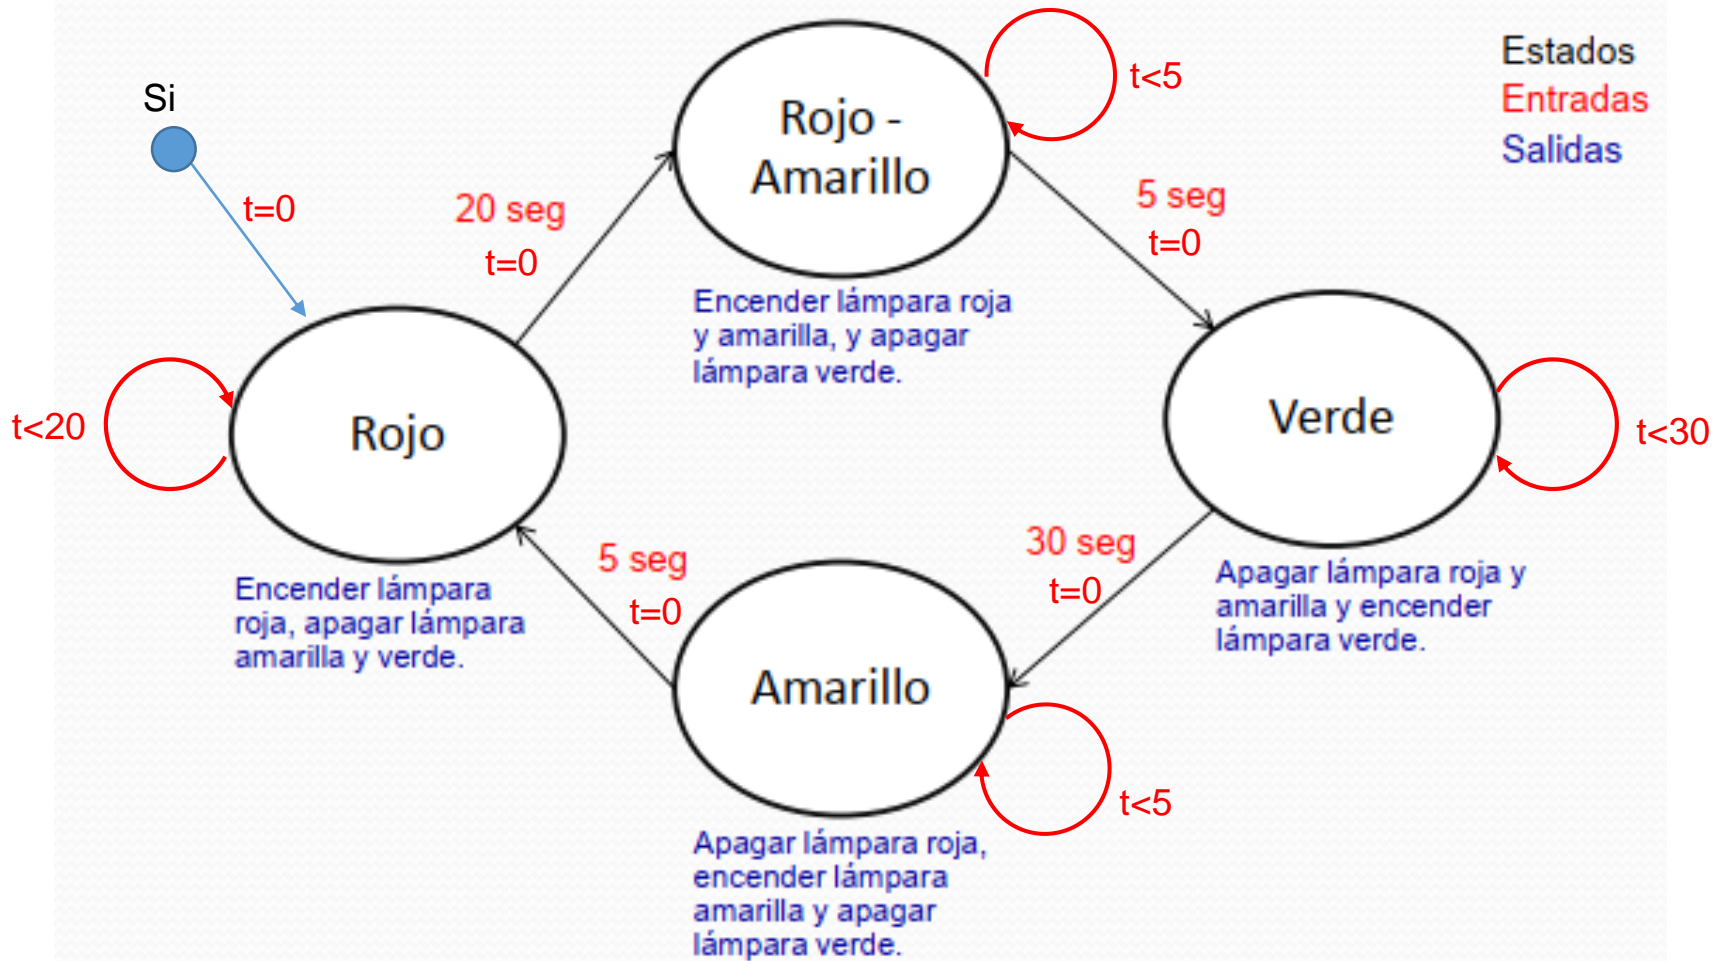 Estados
Entradas
Salidas
Si
t=0
20 seg
t=0
Rojo -
Amarillo
t<5
5 seg
t=0
Encender lámpara roja
y amarilla, y apagar
lámpara verde.
t<20
Rojo
Encender lámpara
roja, apagar lámpara
amarilla y verde.
Verde
t<30
Apagar lámpara roja y
amarilla y encender
lámpara verde.
30 seg
t=0
5 seg
t=0
Amarillo
t<5
Apagar lámpara roja,
encender lámpara
amarilla y apagar
lámpara verde.